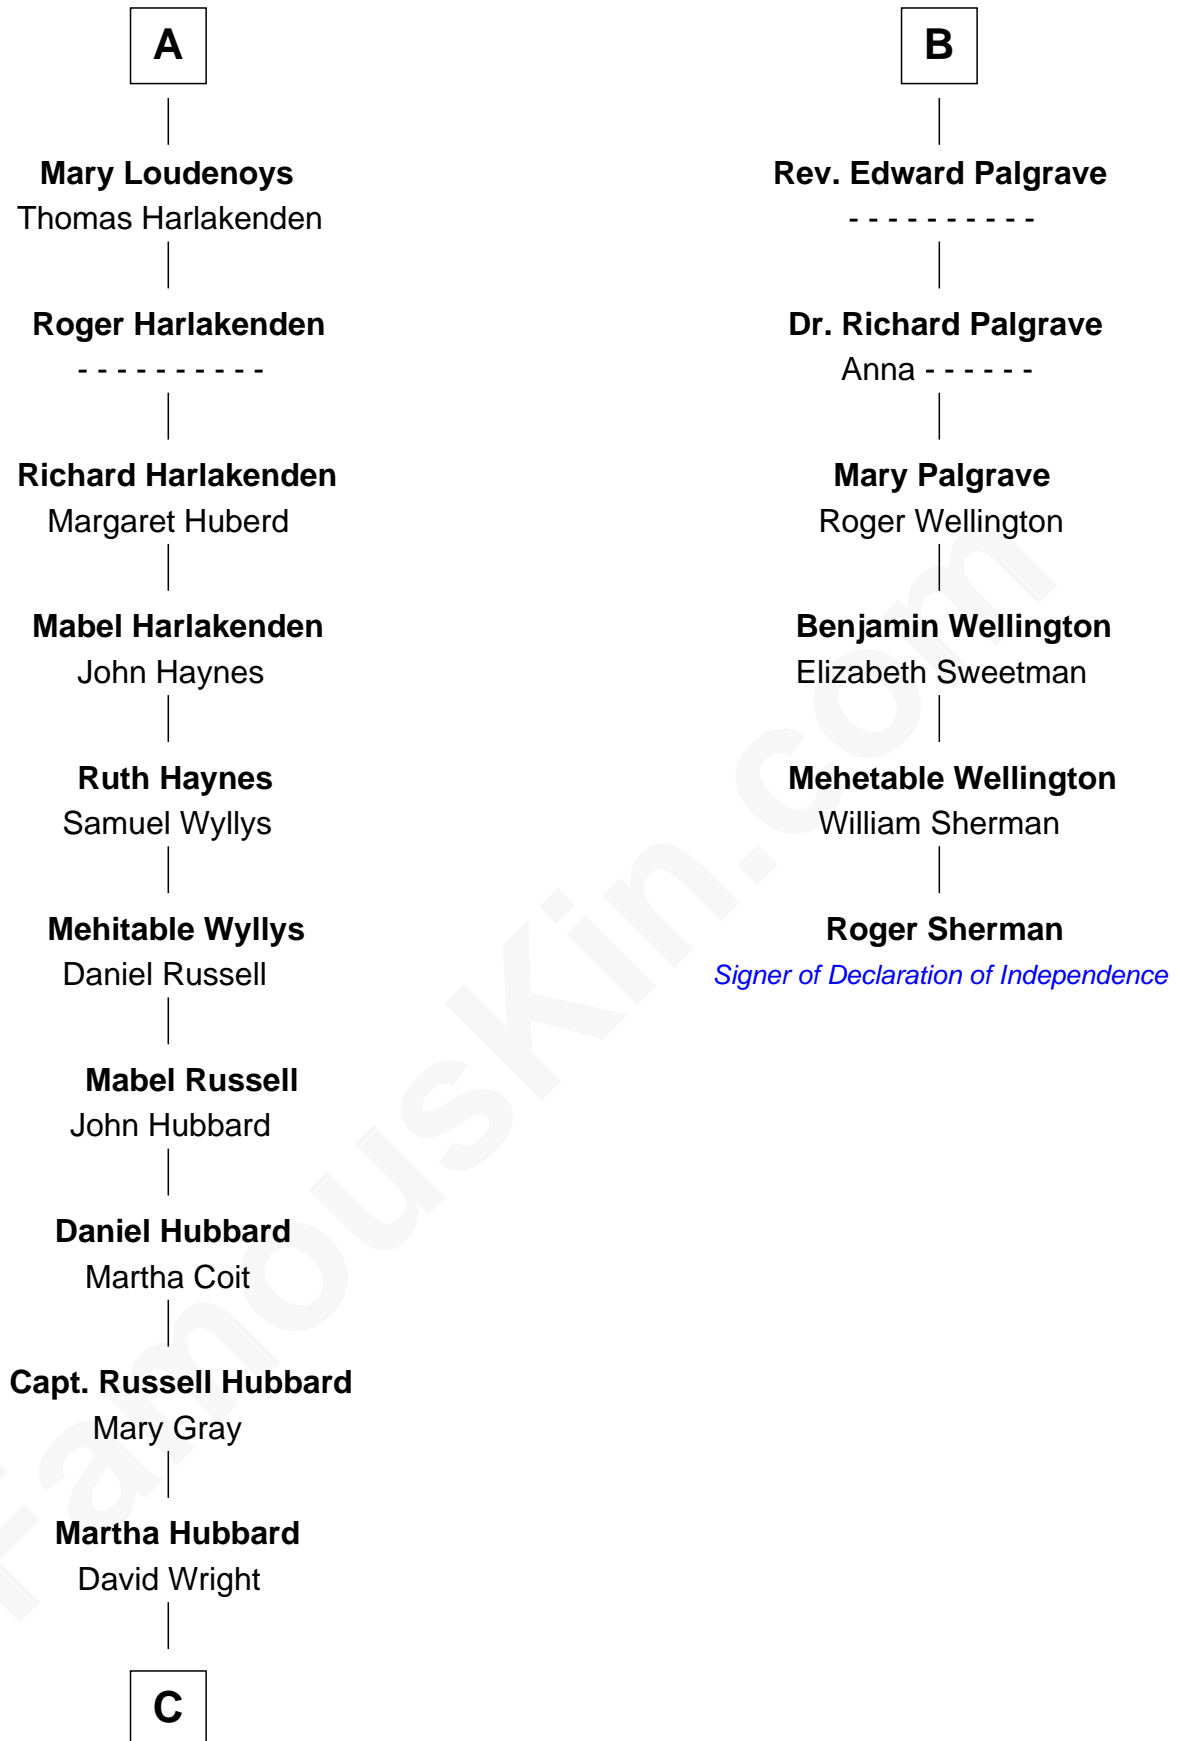 A
Mary Loudenoys
Thomas Harlakenden
Roger Harlakenden
- - - - - - - - - -
Richard Harlakenden
Margaret Huberd
Mabel Harlakenden
John Haynes
Ruth Haynes
Samuel Wyllys
Mehitable Wyllys
Daniel Russell
Mabel Russell
John Hubbard
Daniel Hubbard
Martha Coit
Capt. Russell Hubbard
Mary Gray
Martha Hubbard
David Wright
C
B
Rev. Edward Palgrave
- - - - - - - - - -
Dr. Richard Palgrave
Anna - - - - - -
Mary Palgrave
Roger Wellington
Benjamin Wellington
Elizabeth Sweetman
Mehetable Wellington
William Sherman
Roger Sherman
Signer of Declaration of Independence
FamousKin.com